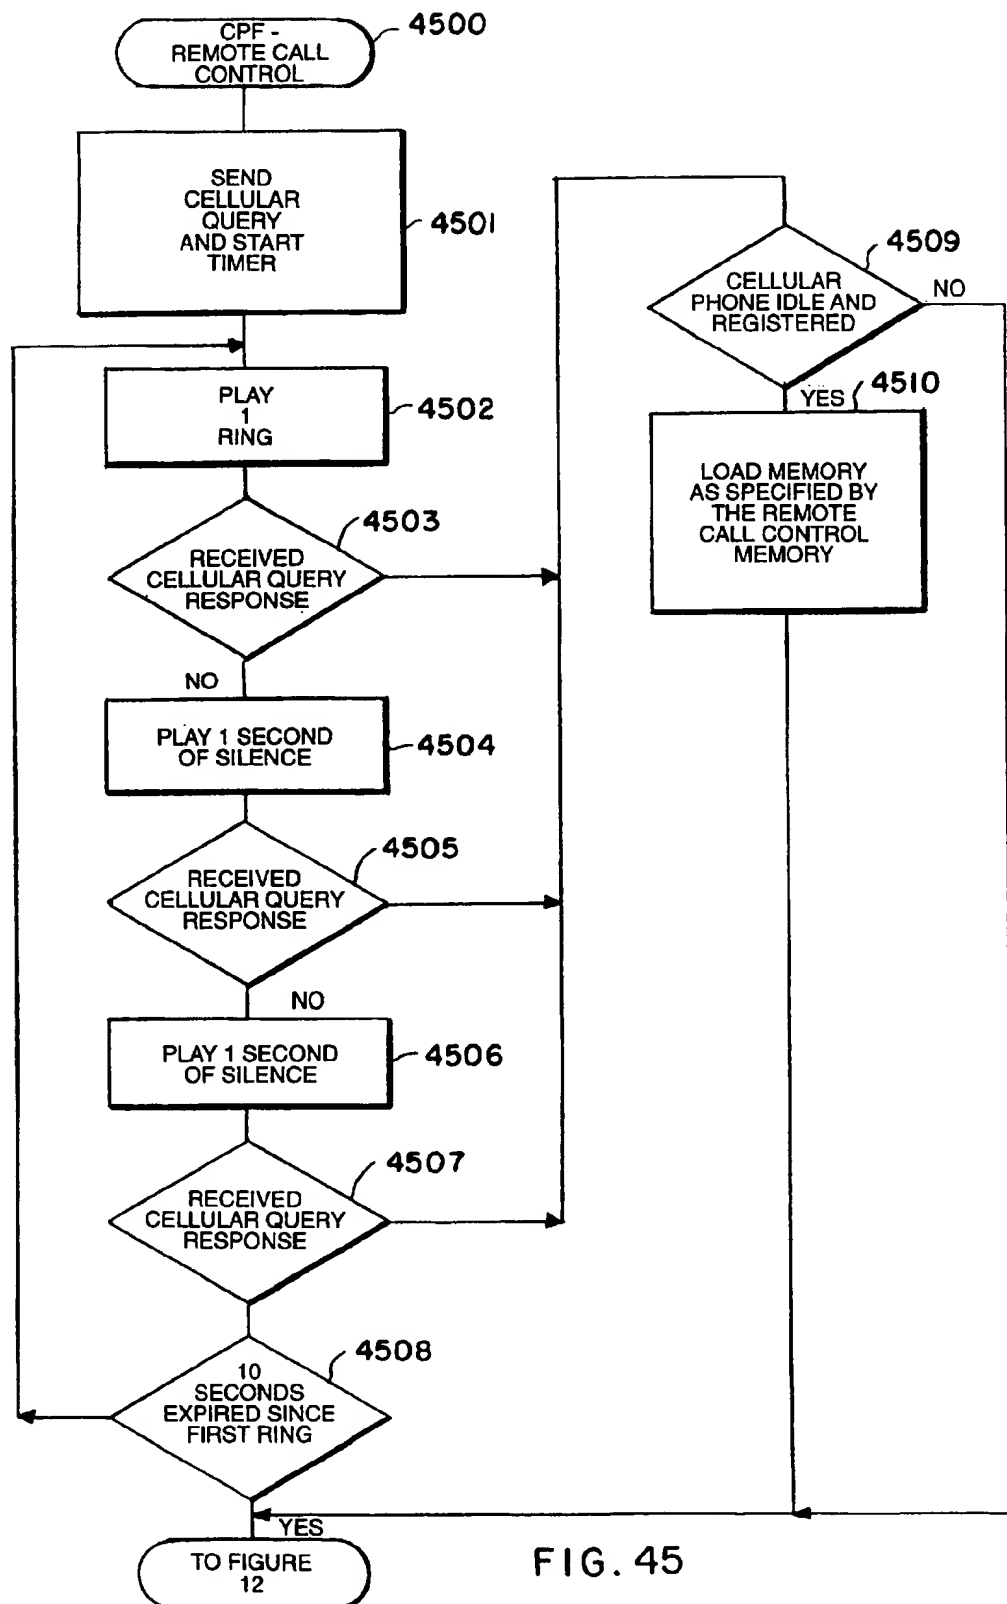 CPF -
REMOTE CALL
CONTROL
4500
SEND
CELLULAR
QUERY
AND START
TIMER
4501
PLAY
1
RING
4502
4503
RECEIVED
CELLULAR QUERY
RESPONSE
NO
PLAY 1 SECOND
OF SILENCE
4504
4505
RECEIVED
CELLULAR QUERY
RESPONSE
NO
PLAY 1 SECOND
OF SILENCE
4506
4507
RECEIVED
CELLULAR QUERY
RESPONSE
4508
10
SECONDS
EXPIRED SINCE
FIRST RING
YES
TO FIGURE
12
4509
CELLULAR
PHONE IDLE AND
REGISTERED
NO
YES
4510
LOAD MEMORY
AS SPECIFIED BY
THE REMOTE
CALL CONTROL
MEMORY
FIG. 45